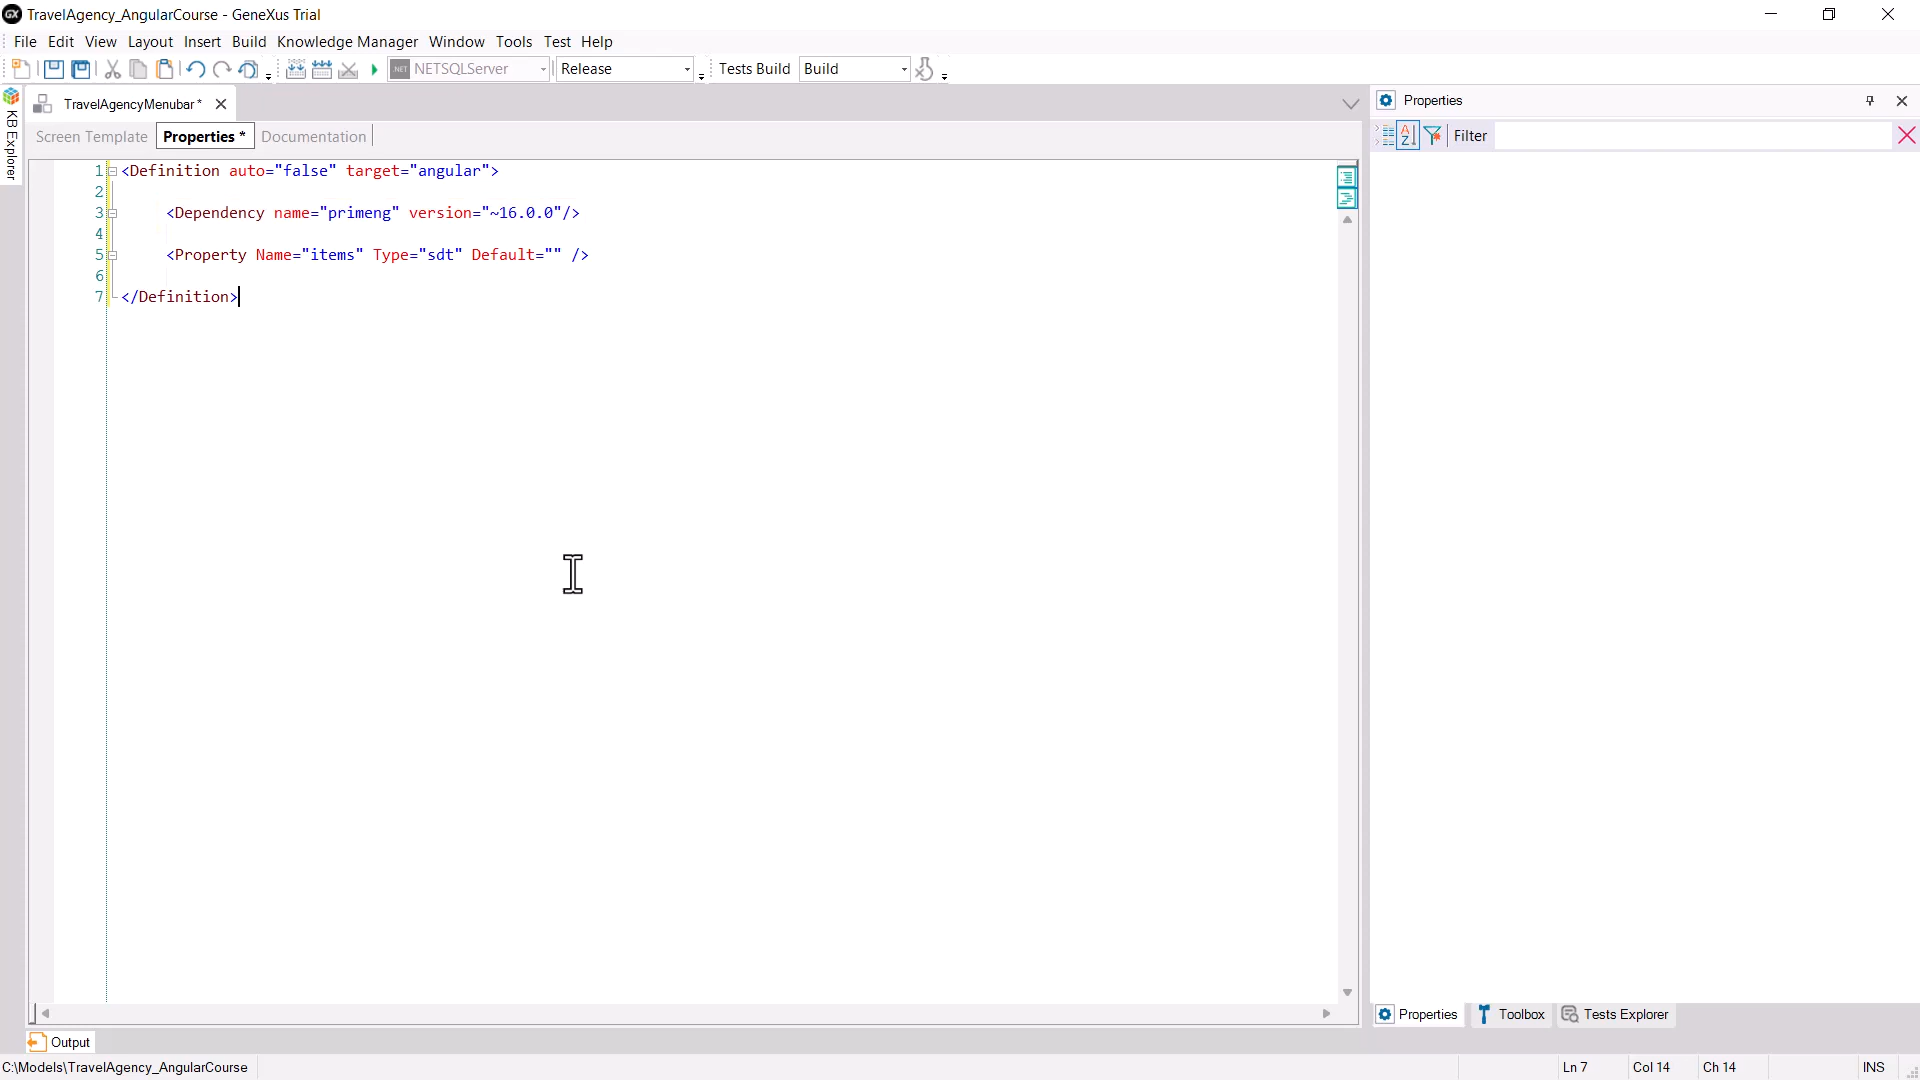 TravelAgency_AngularCourse - GeneXus Trial
File Edit View Layout Insert Build Knowledge Manager Window Tools Test Help
NETSQLServer Release Tests Build Build
KB Explorer
TravelAgencyMenubar *
Screen Template Properties * Documentation
1 <Definition auto="false" target="angular">
2
3 <Dependency name="primeng" version="~16.0.0"/>
4
5 <Property Name="items" Type="sdt" Default="" />
6
7 </Definition>
Properties
Filter
Properties Toolbox Tests Explorer
Output
C:\Models\TravelAgency_AngularCourse Ln 7 Col 14 Ch 14 INS